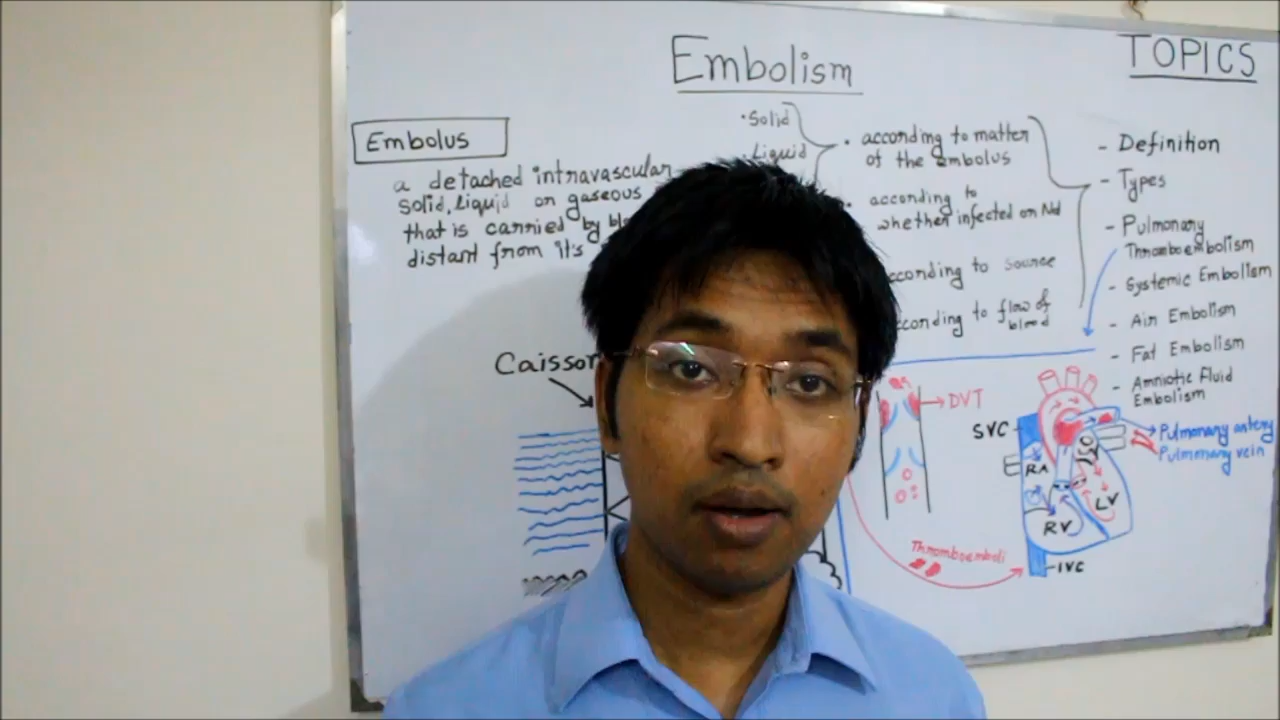 Embolism
TOPICS
Embolus
a detached intravascular
solid, liquid or gaseous
that is carried by
distant from it's
• Solid
Liquid
• according to matter
of the embolus
• according to
whether infected or Not
according to source
according to flow of
blood
- Definition
- Types
- Pulmonary
Thromboembolism
- Systemic Embolism
- Air Embolism
- Fat Embolism
- Amniotic Fluid
Embolism
Caisson
DVT
SVC
Pulmonary artery
Pulmonary vein
RA
LV
RV
IVC
Thromboemboli